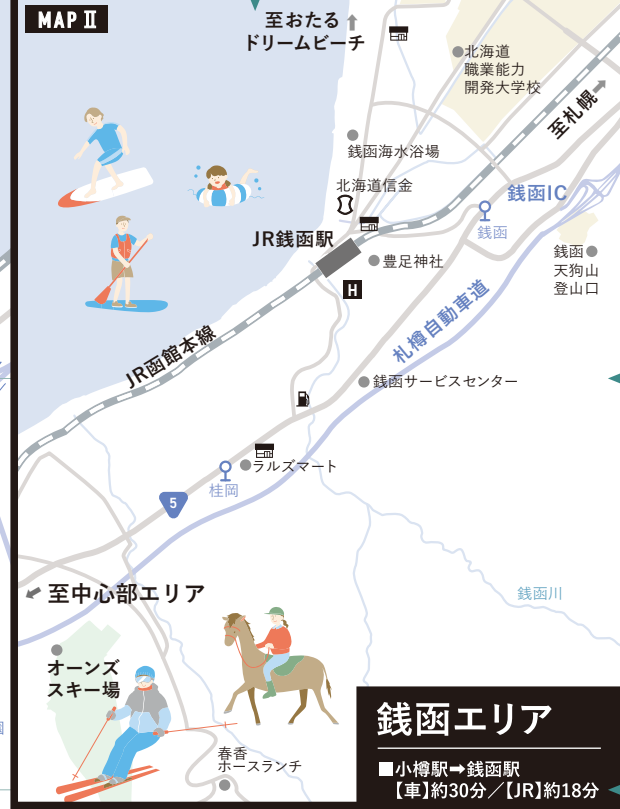 MAP Ⅱ
至おたる
ドリームビーチ
北海道
職業能力
開発大学校
至札幌
銭函海水浴場
北海道信金
銭函IC
銭函
JR銭函駅
豊足神社
銭函
天狗山
登山口
H
札樽自動車道
JR函館本線
銭函サービスセンター
ラルズマート
桂岡
5
銭函川
至中心部エリア
オーンズ
スキー場
春香
ホースランチ
銭函エリア
■小樽駅➡銭函駅
【車】約30分／【JR】約18分